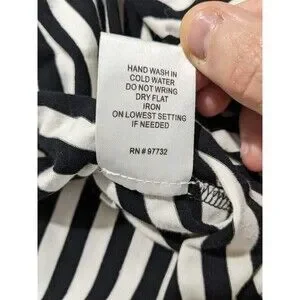 HAND WASH IN
COLD WATER
DO NOT WRING
DRY FLAT
IRON
ON LOWEST SETTING
IF NEEDED
RN # 97732